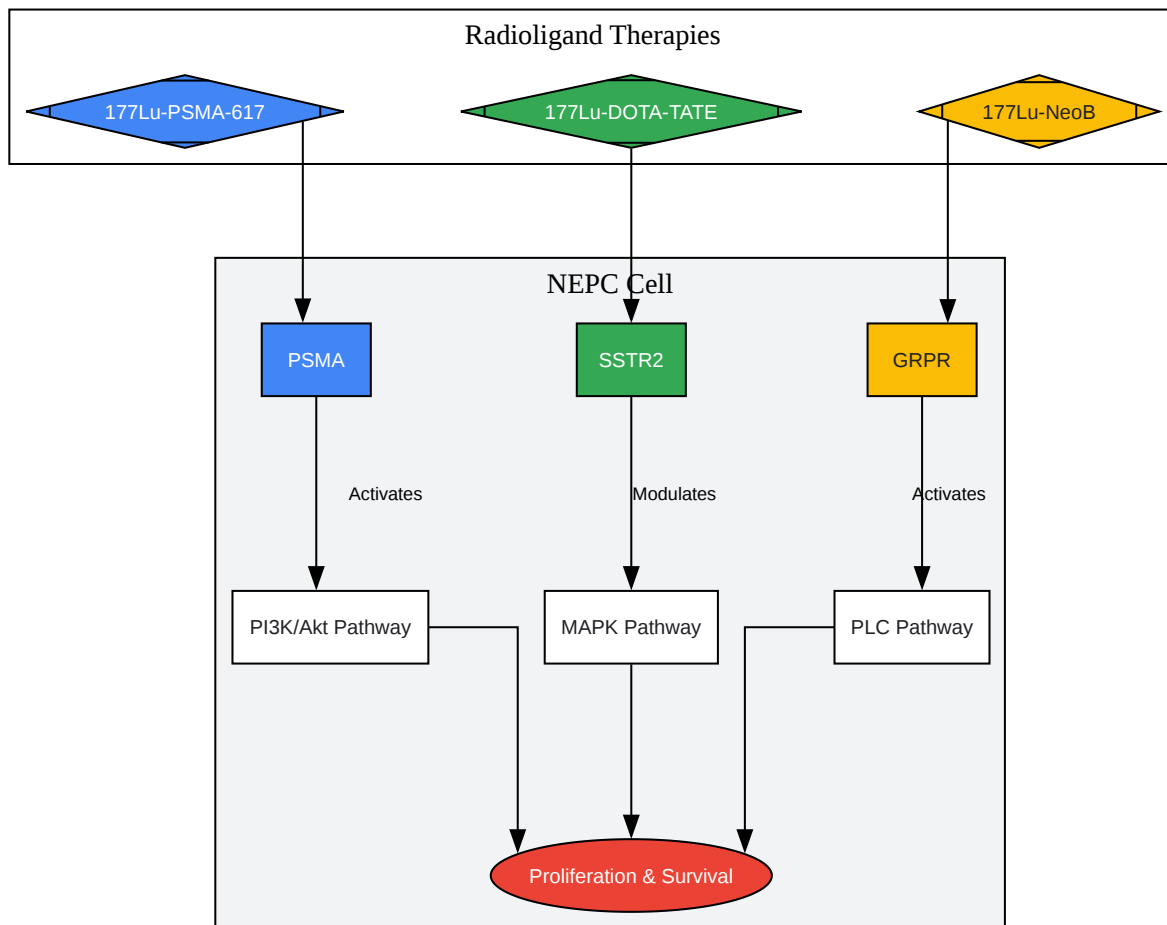 Radioligand Therapies
177Lu-PSMA-617
177Lu-DOTA-TATE
177Lu-NeoB
NEPC Cell
PSMA
SSTR2
GRPR
Activates
Modulates
Activates
PI3K/Akt Pathway
MAPK Pathway
PLC Pathway
Proliferation & Survival